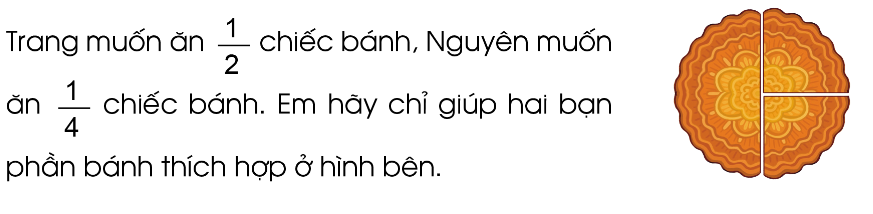 Trang muốn ăn 1/2 chiếc bánh, Nguyên muốn
ăn 1/4 chiếc bánh. Em hãy chỉ giúp hai bạn
phần bánh thích hợp ở hình bên.